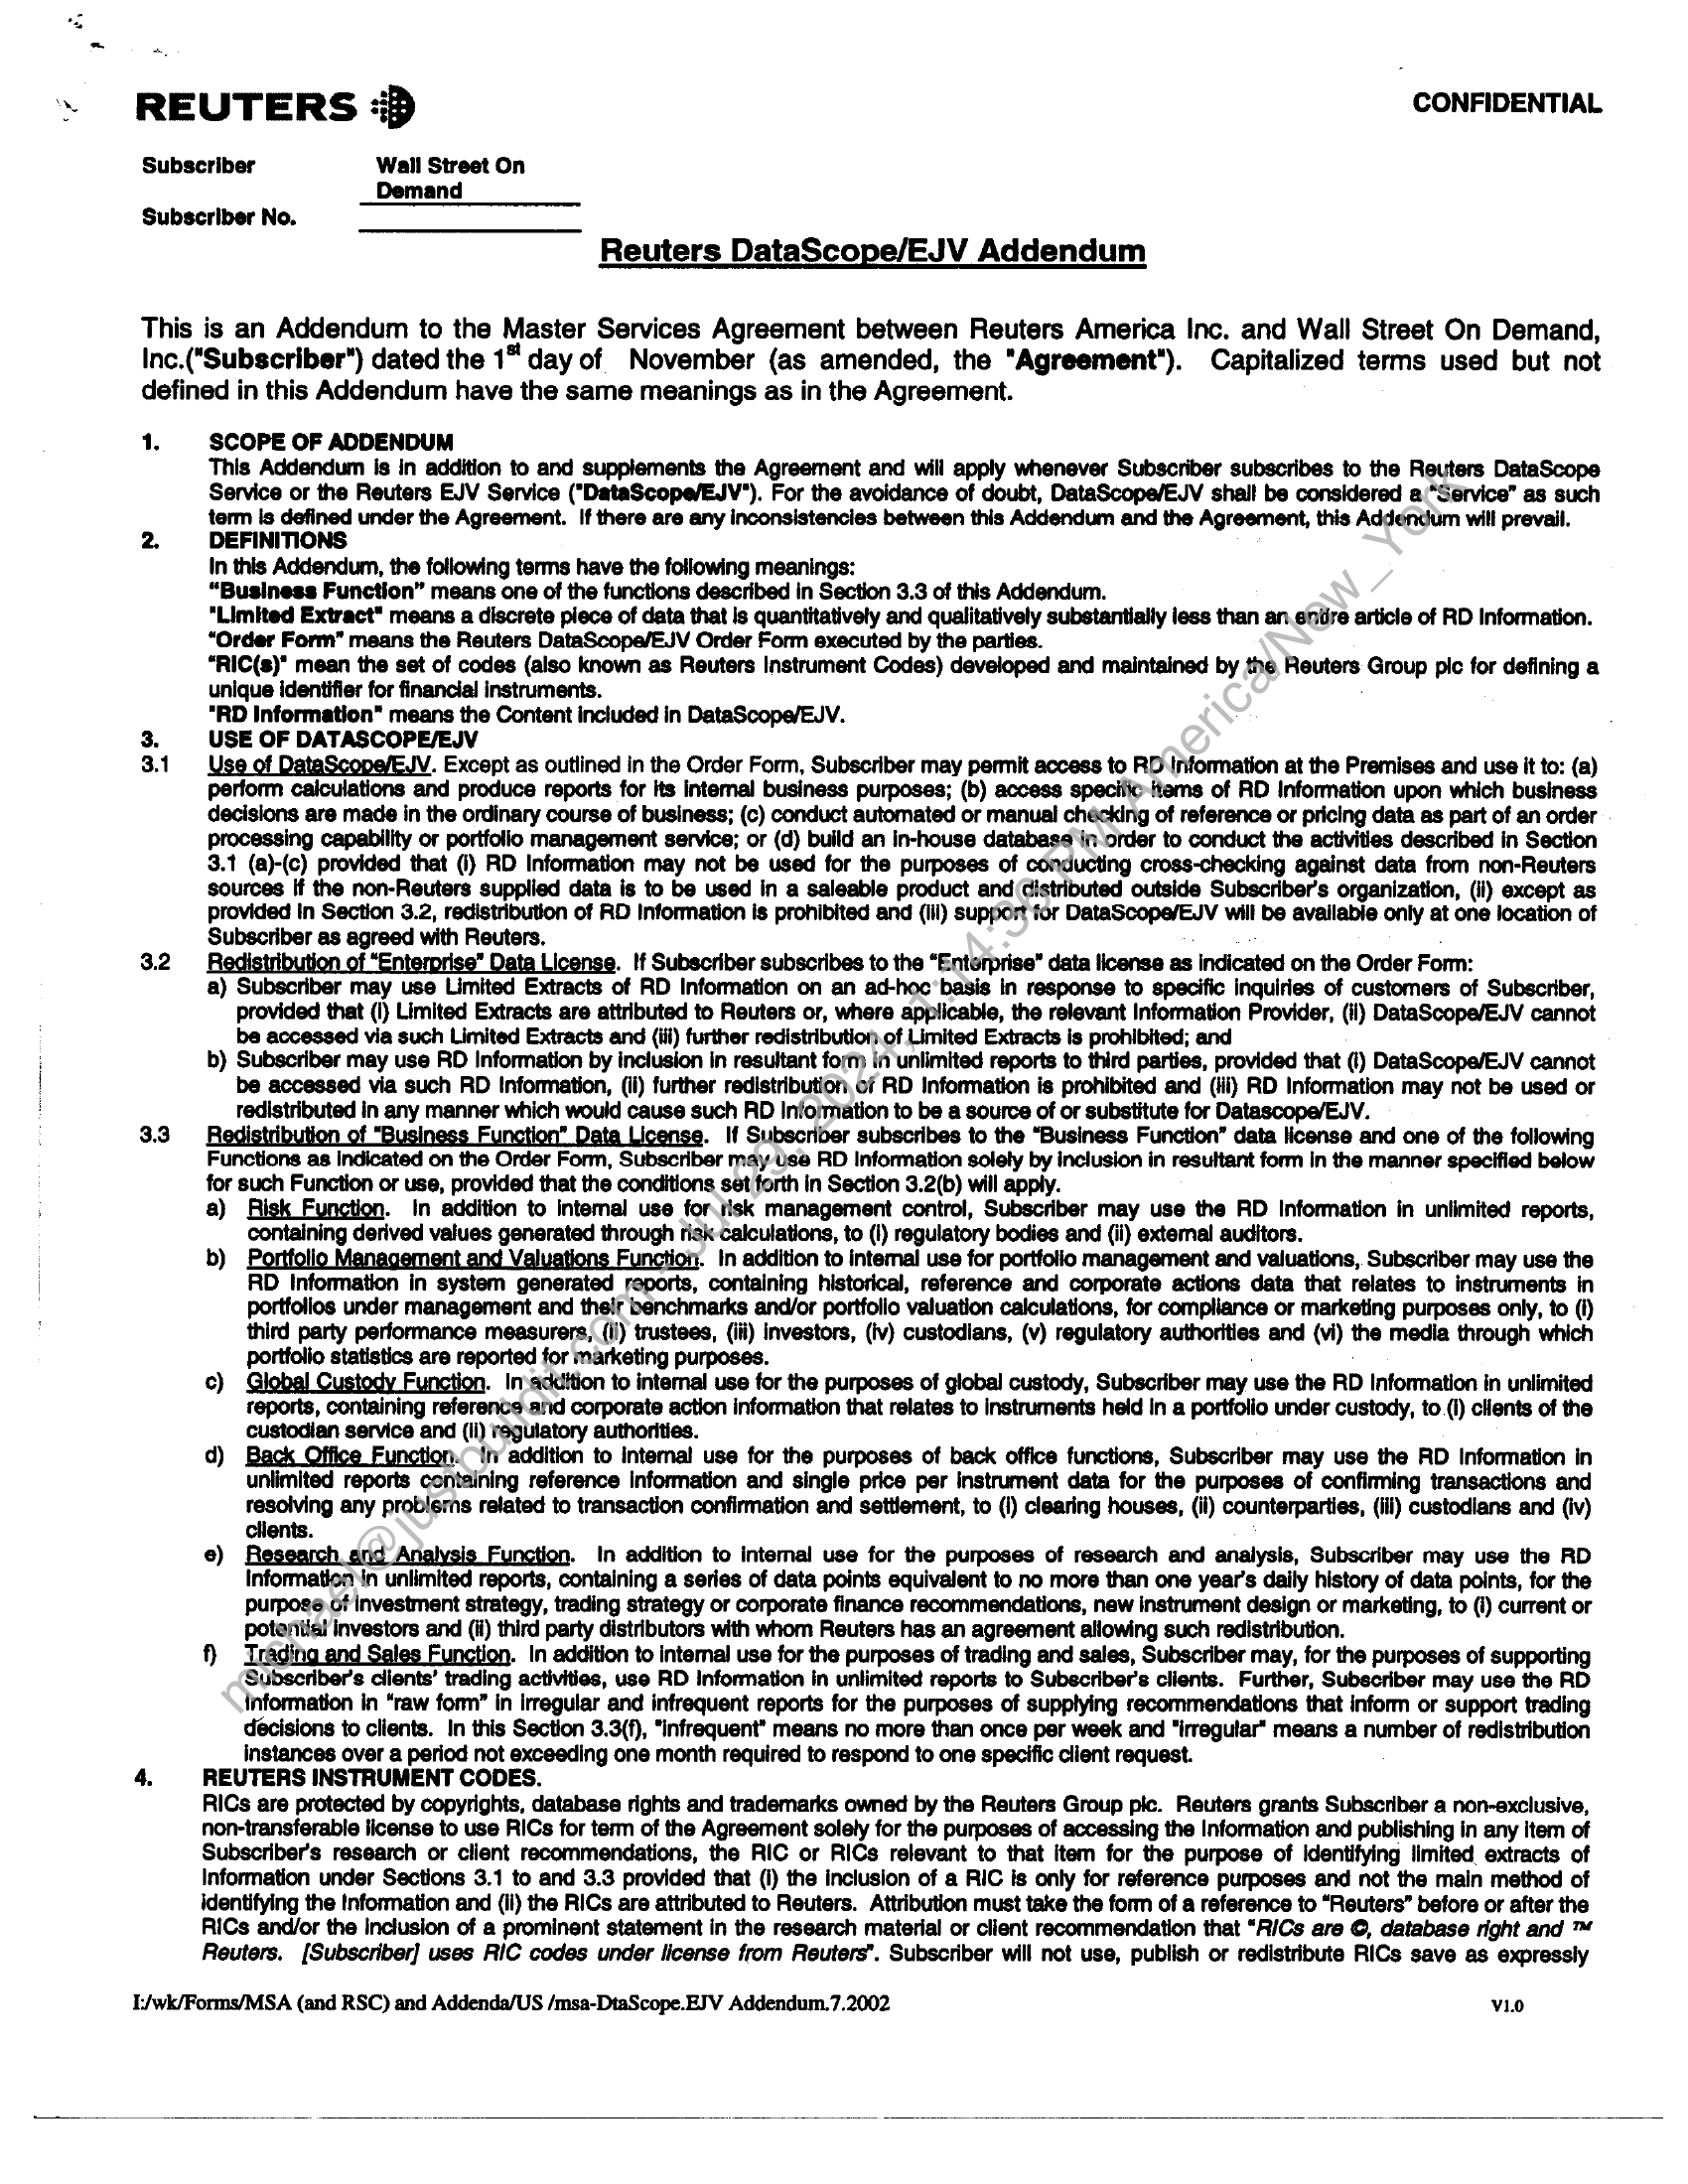 REUTERS
CONFIDENTIAL
Subscriber Wall Street On
Demand
Subscriber No.
Reuters DataScope/EJV Addendum
This is an Addendum to the Master Services Agreement between Reuters America Inc. and Wall Street On Demand,
Inc.("Subscriber") dated the 1st day of November (as amended, the "Agreement"). Capitalized terms used but not
defined in this Addendum have the same meanings as in the Agreement.
1. SCOPE OF ADDENDUM
This Addendum is in addition to and supplements the Agreement and will apply whenever Subscriber subscribes to the Reuters DataScope
Service or the Reuters EJV Service ("DataScope/EJV"). For the avoidance of doubt, DataScope/EJV shall be considered a "Service" as such
term is defined under the Agreement. If there are any inconsistencies between this Addendum and the Agreement, this Addendum will prevail.
2. DEFINITIONS
In this Addendum, the following terms have the following meanings:
"Business Function" means one of the functions described in Section 3.3 of this Addendum.
"Limited Extract" means a discrete piece of data that is quantitatively and qualitatively substantially less than an entire article of RD Information.
"Order Form" means the Reuters DataScope/EJV Order Form executed by the parties.
"RIC(s)" mean the set of codes (also known as Reuters Instrument Codes) developed and maintained by the Reuters Group plc for defining a
unique identifier for financial instruments.
"RD Information" means the Content included in DataScope/EJV.
3. USE OF DATASCOPE/EJV
3.1 Use of DataScope/EJV. Except as outlined in the Order Form, Subscriber may permit access to RD Information at the Premises and use it to: (a)
perform calculations and produce reports for its internal business purposes; (b) access specific items of RD Information upon which business
decisions are made in the ordinary course of business; (c) conduct automated or manual checking of reference or pricing data as part of an order
processing capability or portfolio management service; or (d) build an in-house database in order to conduct the activities described in Section
3.1 (a)-(c) provided that (i) RD Information may not be used for the purposes of conducting cross-checking against data from non-Reuters
sources if the non-Reuters supplied data is to be used in a saleable product and distributed outside Subscriber's organization, (ii) except as
provided in Section 3.2, redistribution of RD Information is prohibited and (iii) support for DataScope/EJV will be available only at one location of
Subscriber as agreed with Reuters.
3.2 Redistribution of "Enterprise" Data License. If Subscriber subscribes to the "Enterprise" data license as indicated on the Order Form:
a) Subscriber may use Limited Extracts of RD Information on an ad-hoc basis in response to specific inquiries of customers of Subscriber,
provided that (i) Limited Extracts are attributed to Reuters or, where applicable, the relevant Information Provider, (ii) DataScope/EJV cannot
be accessed via such Limited Extracts and (iii) further redistribution of Limited Extracts is prohibited; and
b) Subscriber may use RD Information by inclusion in resultant form in unlimited reports to third parties, provided that (i) DataScope/EJV cannot
be accessed via such RD Information, (ii) further redistribution of RD Information is prohibited and (iii) RD Information may not be used or
redistributed in any manner which would cause such RD Information to be a source of or substitute for Datascope/EJV.
3.3 Redistribution of "Business Function" Data License. If Subscriber subscribes to the "Business Function" data license and one of the following
Functions as indicated on the Order Form, Subscriber may use RD Information solely by inclusion in resultant form in the manner specified below
for such Function or use, provided that the conditions set forth in Section 3.2(b) will apply.
a) Risk Function. In addition to internal use for risk management control, Subscriber may use the RD Information in unlimited reports,
containing derived values generated through risk calculations, to (i) regulatory bodies and (ii) external auditors.
b) Portfolio Management and Valuations Function. In addition to internal use for portfolio management and valuations, Subscriber may use the
RD Information in system generated reports, containing historical, reference and corporate actions data that relates to instruments in
portfolios under management and their benchmarks and/or portfolio valuation calculations, for compliance or marketing purposes only, to (i)
third party performance measurers, (ii) trustees, (iii) investors, (iv) custodians, (v) regulatory authorities and (vi) the media through which
portfolio statistics are reported for marketing purposes.
c) Global Custody Function. In addition to internal use for the purposes of global custody, Subscriber may use the RD Information in unlimited
reports, containing reference and corporate action information that relates to instruments held in a portfolio under custody, to (i) clients of the
custodian service and (ii) regulatory authorities.
d) Back Office Function. In addition to internal use for the purposes of back office functions, Subscriber may use the RD Information in
unlimited reports containing reference information and single price per instrument data for the purposes of confirming transactions and
resolving any problems related to transaction confirmation and settlement, to (i) clearing houses, (ii) counterparties, (iii) custodians and (iv)
clients.
e) Research and Analysis Function. In addition to internal use for the purposes of research and analysis, Subscriber may use the RD
Information in unlimited reports, containing a series of data points equivalent to no more than one year's daily history of data points, for the
purpose of investment strategy, trading strategy or corporate finance recommendations, new instrument design or marketing, to (i) current or
potential investors and (ii) third party distributors with whom Reuters has an agreement allowing such redistribution.
f) Trading and Sales Function. In addition to internal use for the purposes of trading and sales, Subscriber may, for the purposes of supporting
Subscriber's clients' trading activities, use RD Information in unlimited reports to Subscriber's clients. Further, Subscriber may use the RD
Information in "raw form" in irregular and infrequent reports for the purposes of supplying recommendations that inform or support trading
decisions to clients. In this Section 3.3(f), "infrequent" means no more than once per week and "irregular" means a number of redistribution
instances over a period not exceeding one month required to respond to one specific client request.
4. REUTERS INSTRUMENT CODES.
RICs are protected by copyrights, database rights and trademarks owned by the Reuters Group plc. Reuters grants Subscriber a non-exclusive,
non-transferable license to use RICs for term of the Agreement solely for the purposes of accessing the Information and publishing in any item of
Subscriber's research or client recommendations, the RIC or RICs relevant to that item for the purpose of identifying limited extracts of
Information under Sections 3.1 to and 3.3 provided that (i) the inclusion of a RIC is only for reference purposes and not the main method of
identifying the Information and (ii) the RICs are attributed to Reuters. Attribution must take the form of a reference to "Reuters" before or after the
RICs and/or the inclusion of a prominent statement in the research material or client recommendation that "RICs are ©, database right and ™
Reuters. [Subscriber] uses RIC codes under license from Reuters". Subscriber will not use, publish or redistribute RICs save as expressly
I:/wk/Forms/MSA (and RSC) and Addenda/US /msa-DtaScope.EJV Addendum.7.2002 V1.0
michael@justbuildit.com - Jul 29, 2024, 1:14:36 PM America/New_York